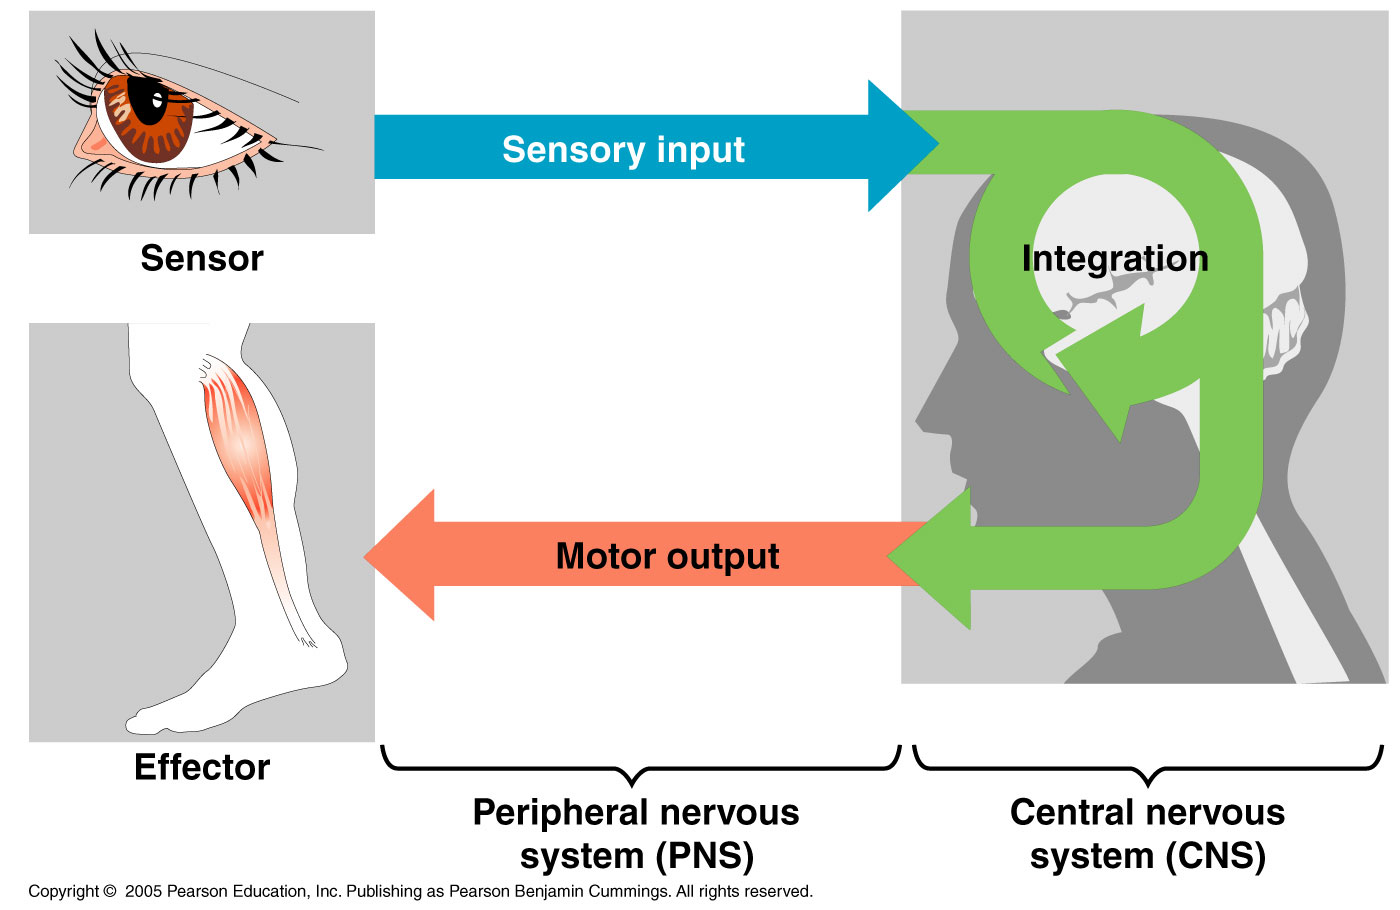 Sensory input
Sensor
Integration
Motor output
Effector
Peripheral nervous
system (PNS)
Central nervous
system (CNS)
Copyright © 2005 Pearson Education, Inc. Publishing as Pearson Benjamin Cummings. All rights reserved.